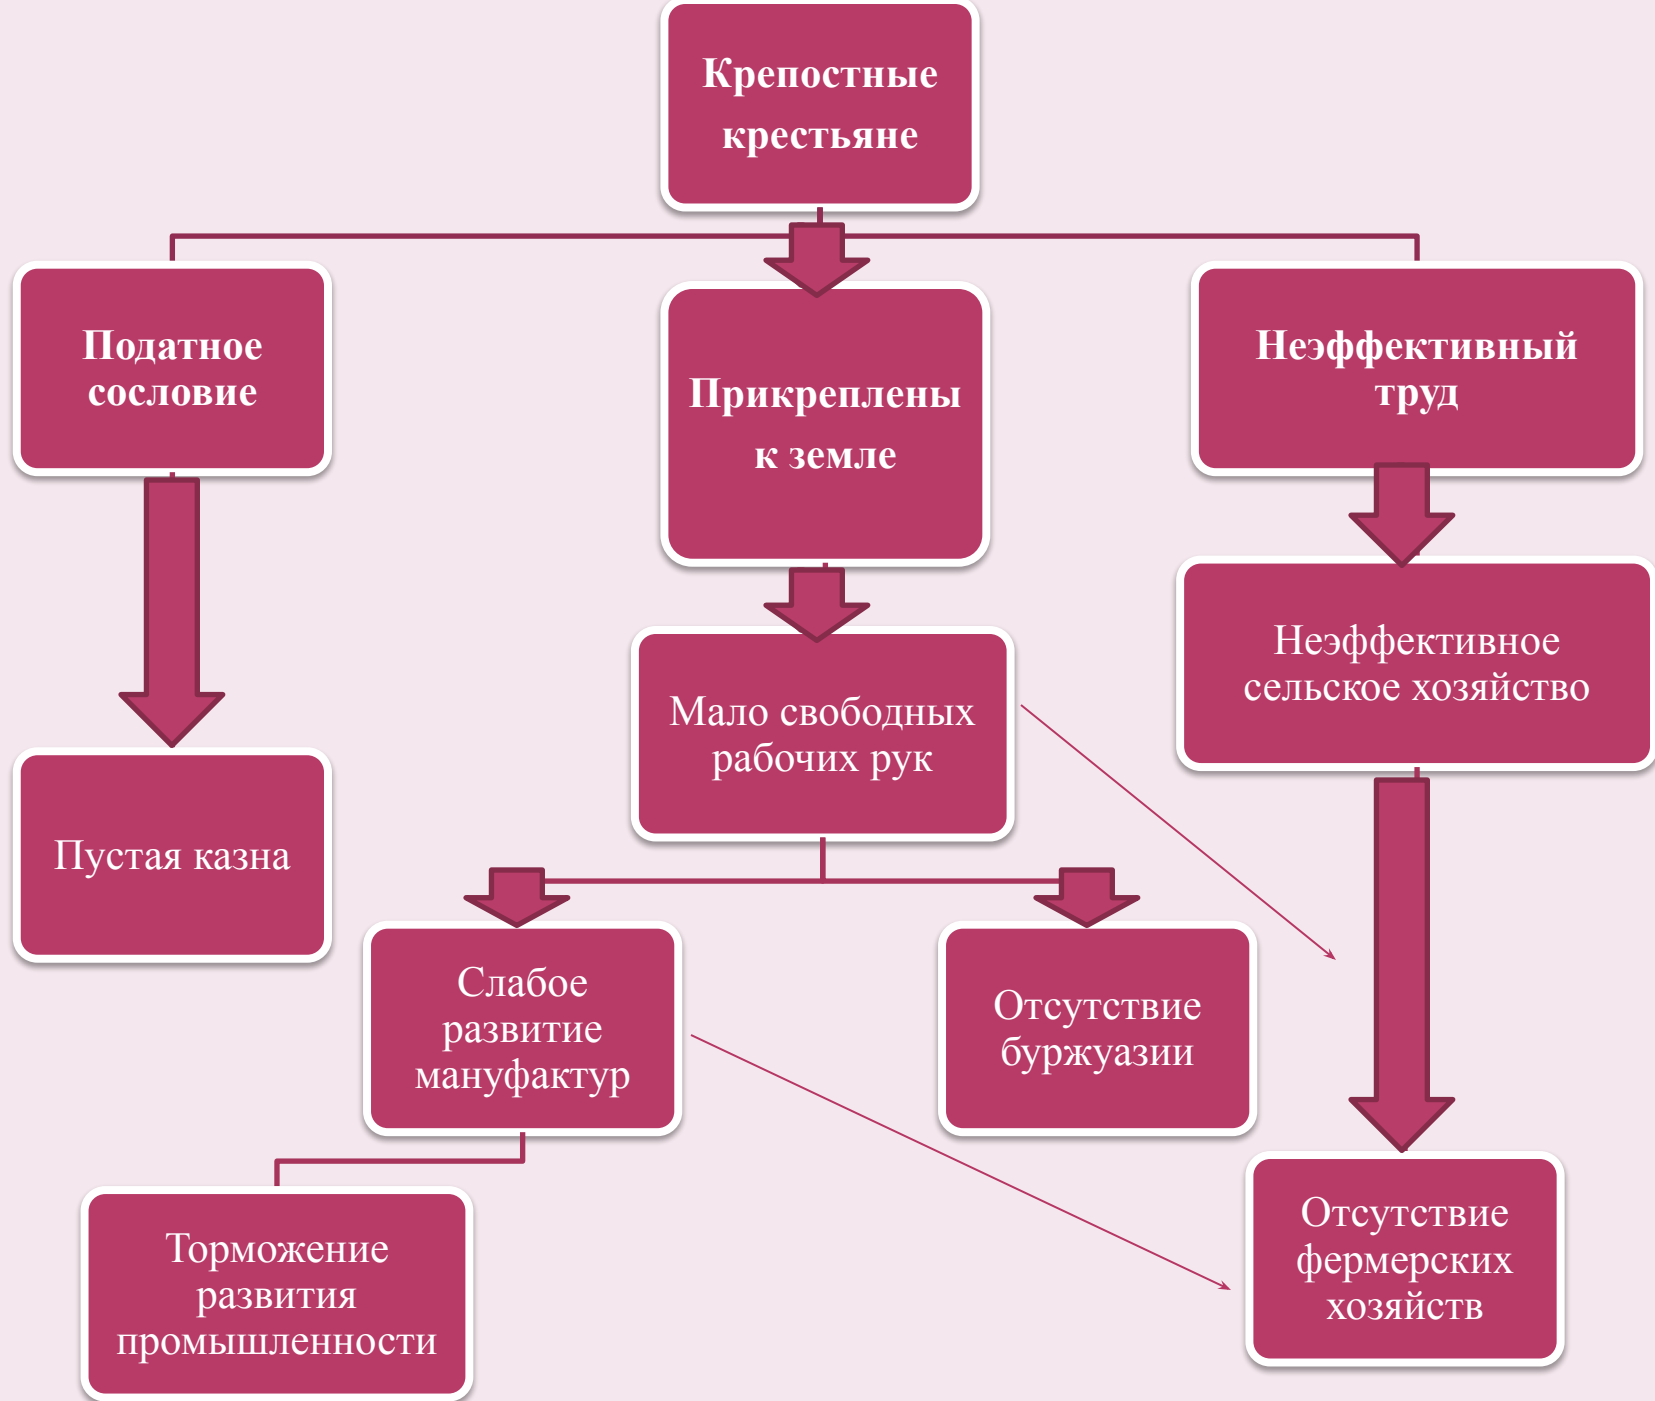 Крепостные
крестьяне
Податное
сословие
Прикреплены
к земле
Неэффективный
труд
Пустая казна
Мало свободных
рабочих рук
Неэффективное
сельское хозяйство
Слабое
развитие
мануфактур
Отсутствие
буржуазии
Торможение
развития
промышленности
Отсутствие
фермерских
хозяйств